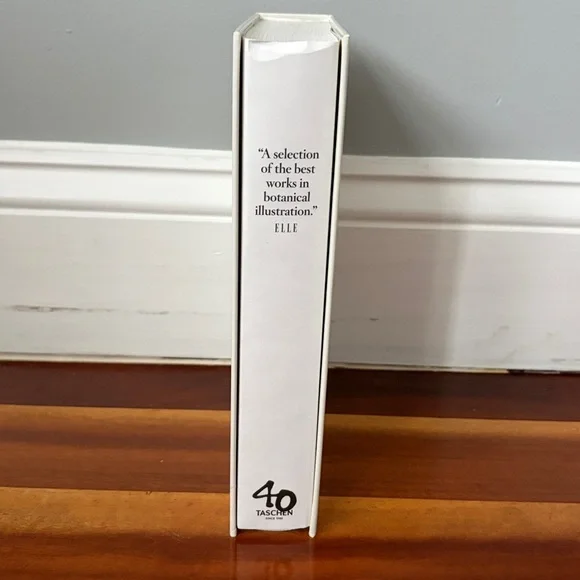 “A selection
of the best
works in
botanical
illustration.”
ELLE
40
TASCHEN
SINCE 1980